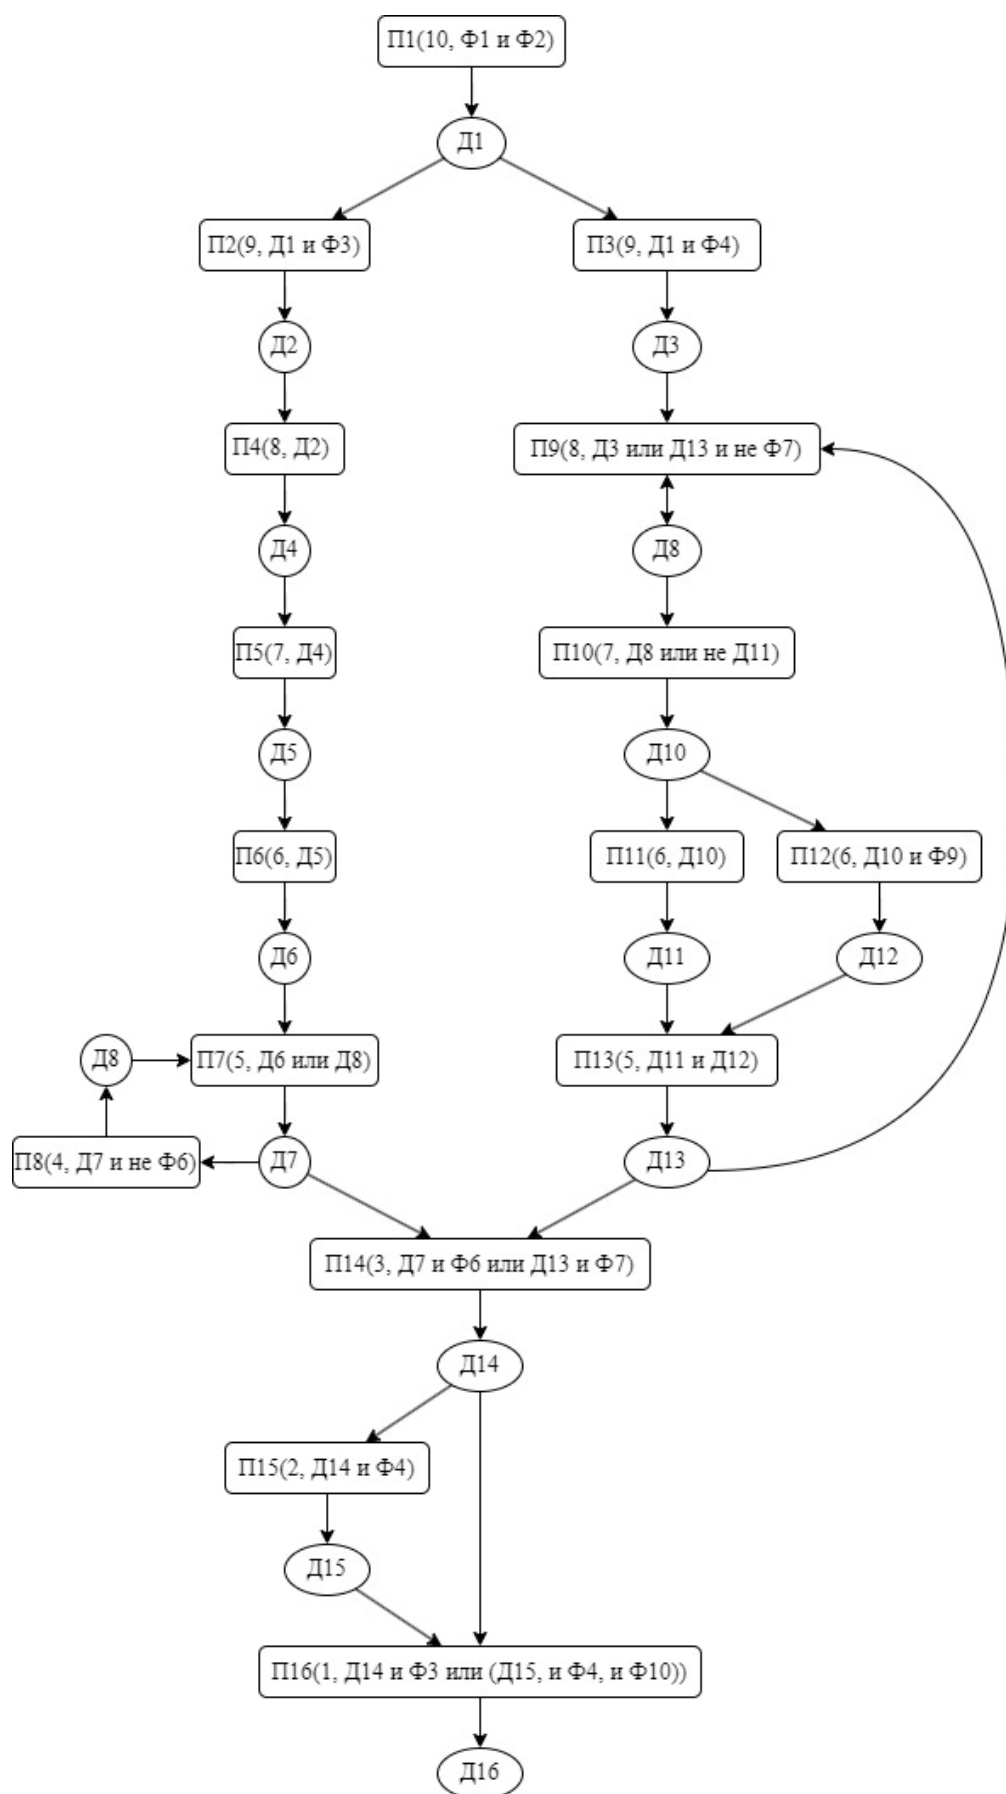 П1(10, Ф1 и Ф2)
Д1
П2(9, Д1 и Ф3)
П3(9, Д1 и Ф4)
Д2
Д3
П4(8, Д2)
П9(8, Д3 или Д13 и не Ф7)
Д4
Д8
П5(7, Д4)
П10(7, Д8 или не Д11)
Д5
Д10
П6(6, Д5)
П11(6, Д10)
П12(6, Д10 и Ф9)
Д6
Д11
Д12
Д8
П7(5, Д6 или Д8)
П13(5, Д11 и Д12)
П8(4, Д7 и не Ф6)
Д7
Д13
П14(3, Д7 и Ф6 или Д13 и Ф7)
Д14
П15(2, Д14 и Ф4)
Д15
П16(1, Д14 и Ф3 или (Д15, и Ф4, и Ф10))
Д16